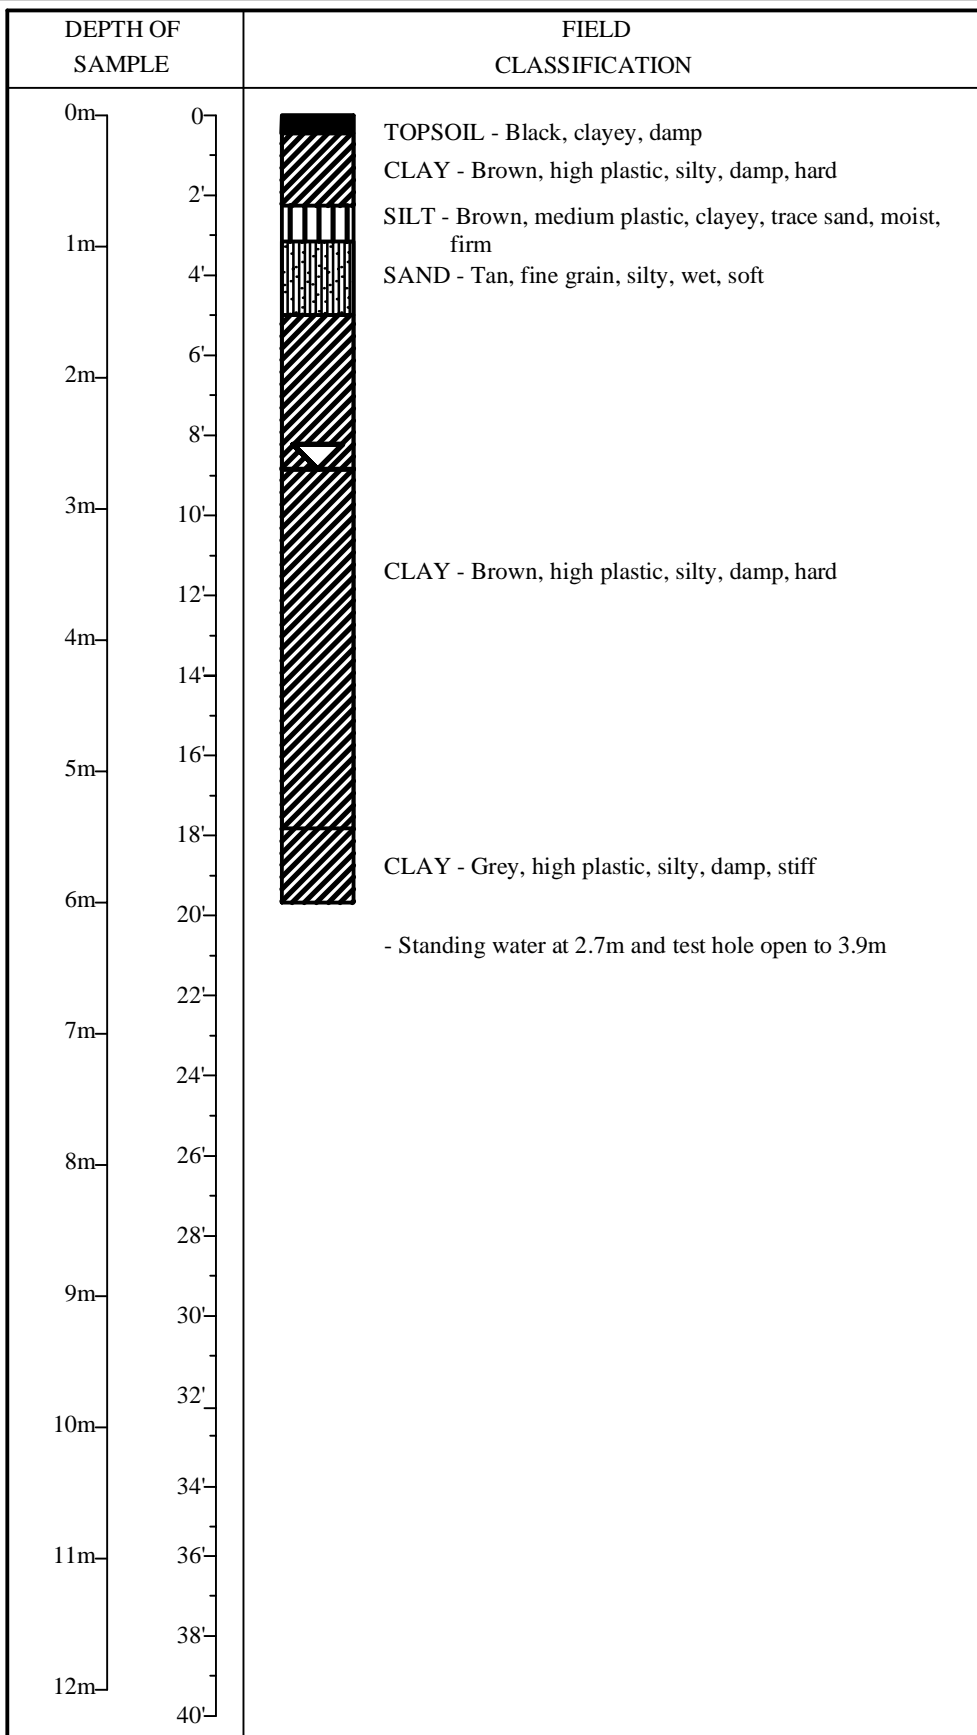 DEPTH OF
SAMPLE
FIELD
CLASSIFICATION
0m
1m
2m
3m
4m
5m
6m
7m
8m
9m
10m
11m
12m
0
2'
4'
6'
8'
10'
12'
14'
16'
18'
20'
22'
24'
26'
28'
30'
32'
34'
36'
38'
40'
TOPSOIL - Black, clayey, damp
CLAY - Brown, high plastic, silty, damp, hard
SILT - Brown, medium plastic, clayey, trace sand, moist,
firm
SAND - Tan, fine grain, silty, wet, soft
CLAY - Brown, high plastic, silty, damp, hard
CLAY - Grey, high plastic, silty, damp, stiff
- Standing water at 2.7m and test hole open to 3.9m